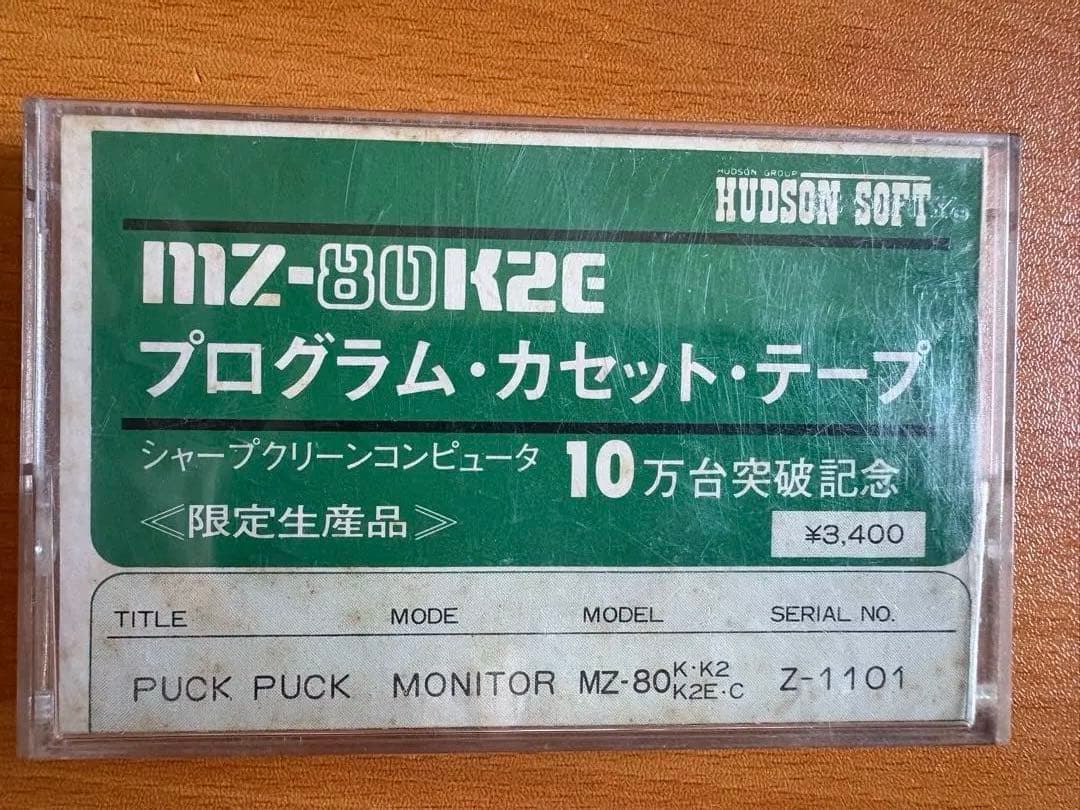 HUDSON GROUP
HUDSON SOFT
MZ-80K2E
プログラム・カセット・テープ
シャープクリーンコンピュータ 10万台突破記念
≪限定生産品≫
¥3,400
TITLE MODE MODEL SERIAL NO.
PUCK PUCK MONITOR MZ-80 K·K2 K2E·C Z-1101